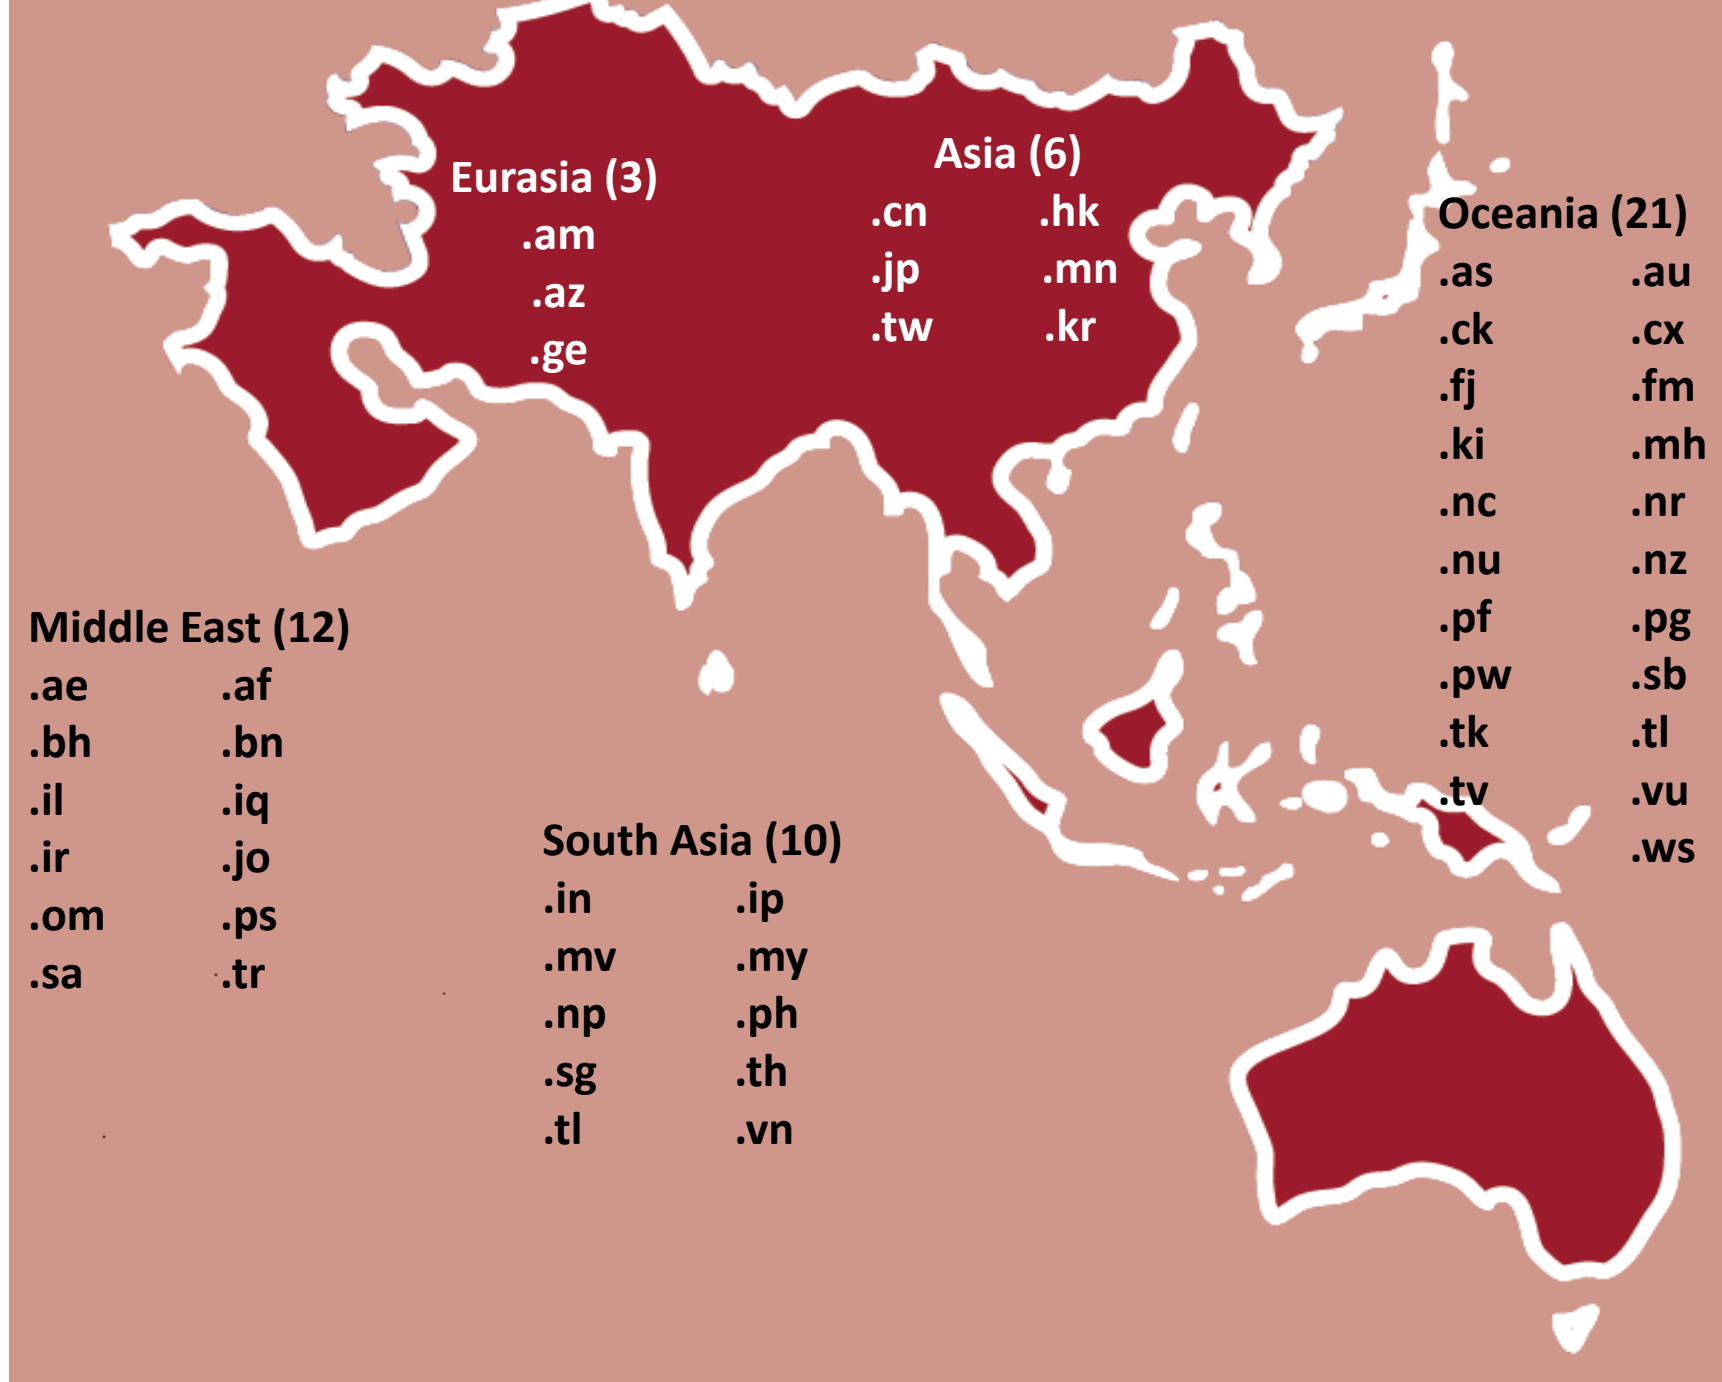 Eurasia (3)
.am
.az
.ge
Asia (6)
.cn .hk
.jp .mn
.tw .kr
Oceania (21)
.as .au
.ck .cx
.fj .fm
.ki .mh
.nc .nr
.nu .nz
.pf .pg
.pw .sb
.tk .tl
.tv .vu
.ws
Middle East (12)
.ae .af
.bh .bn
.il .iq
.ir .jo
.om .ps
.sa .tr
South Asia (10)
.in .ip
.mv .my
.np .ph
.sg .th
.tl .vn